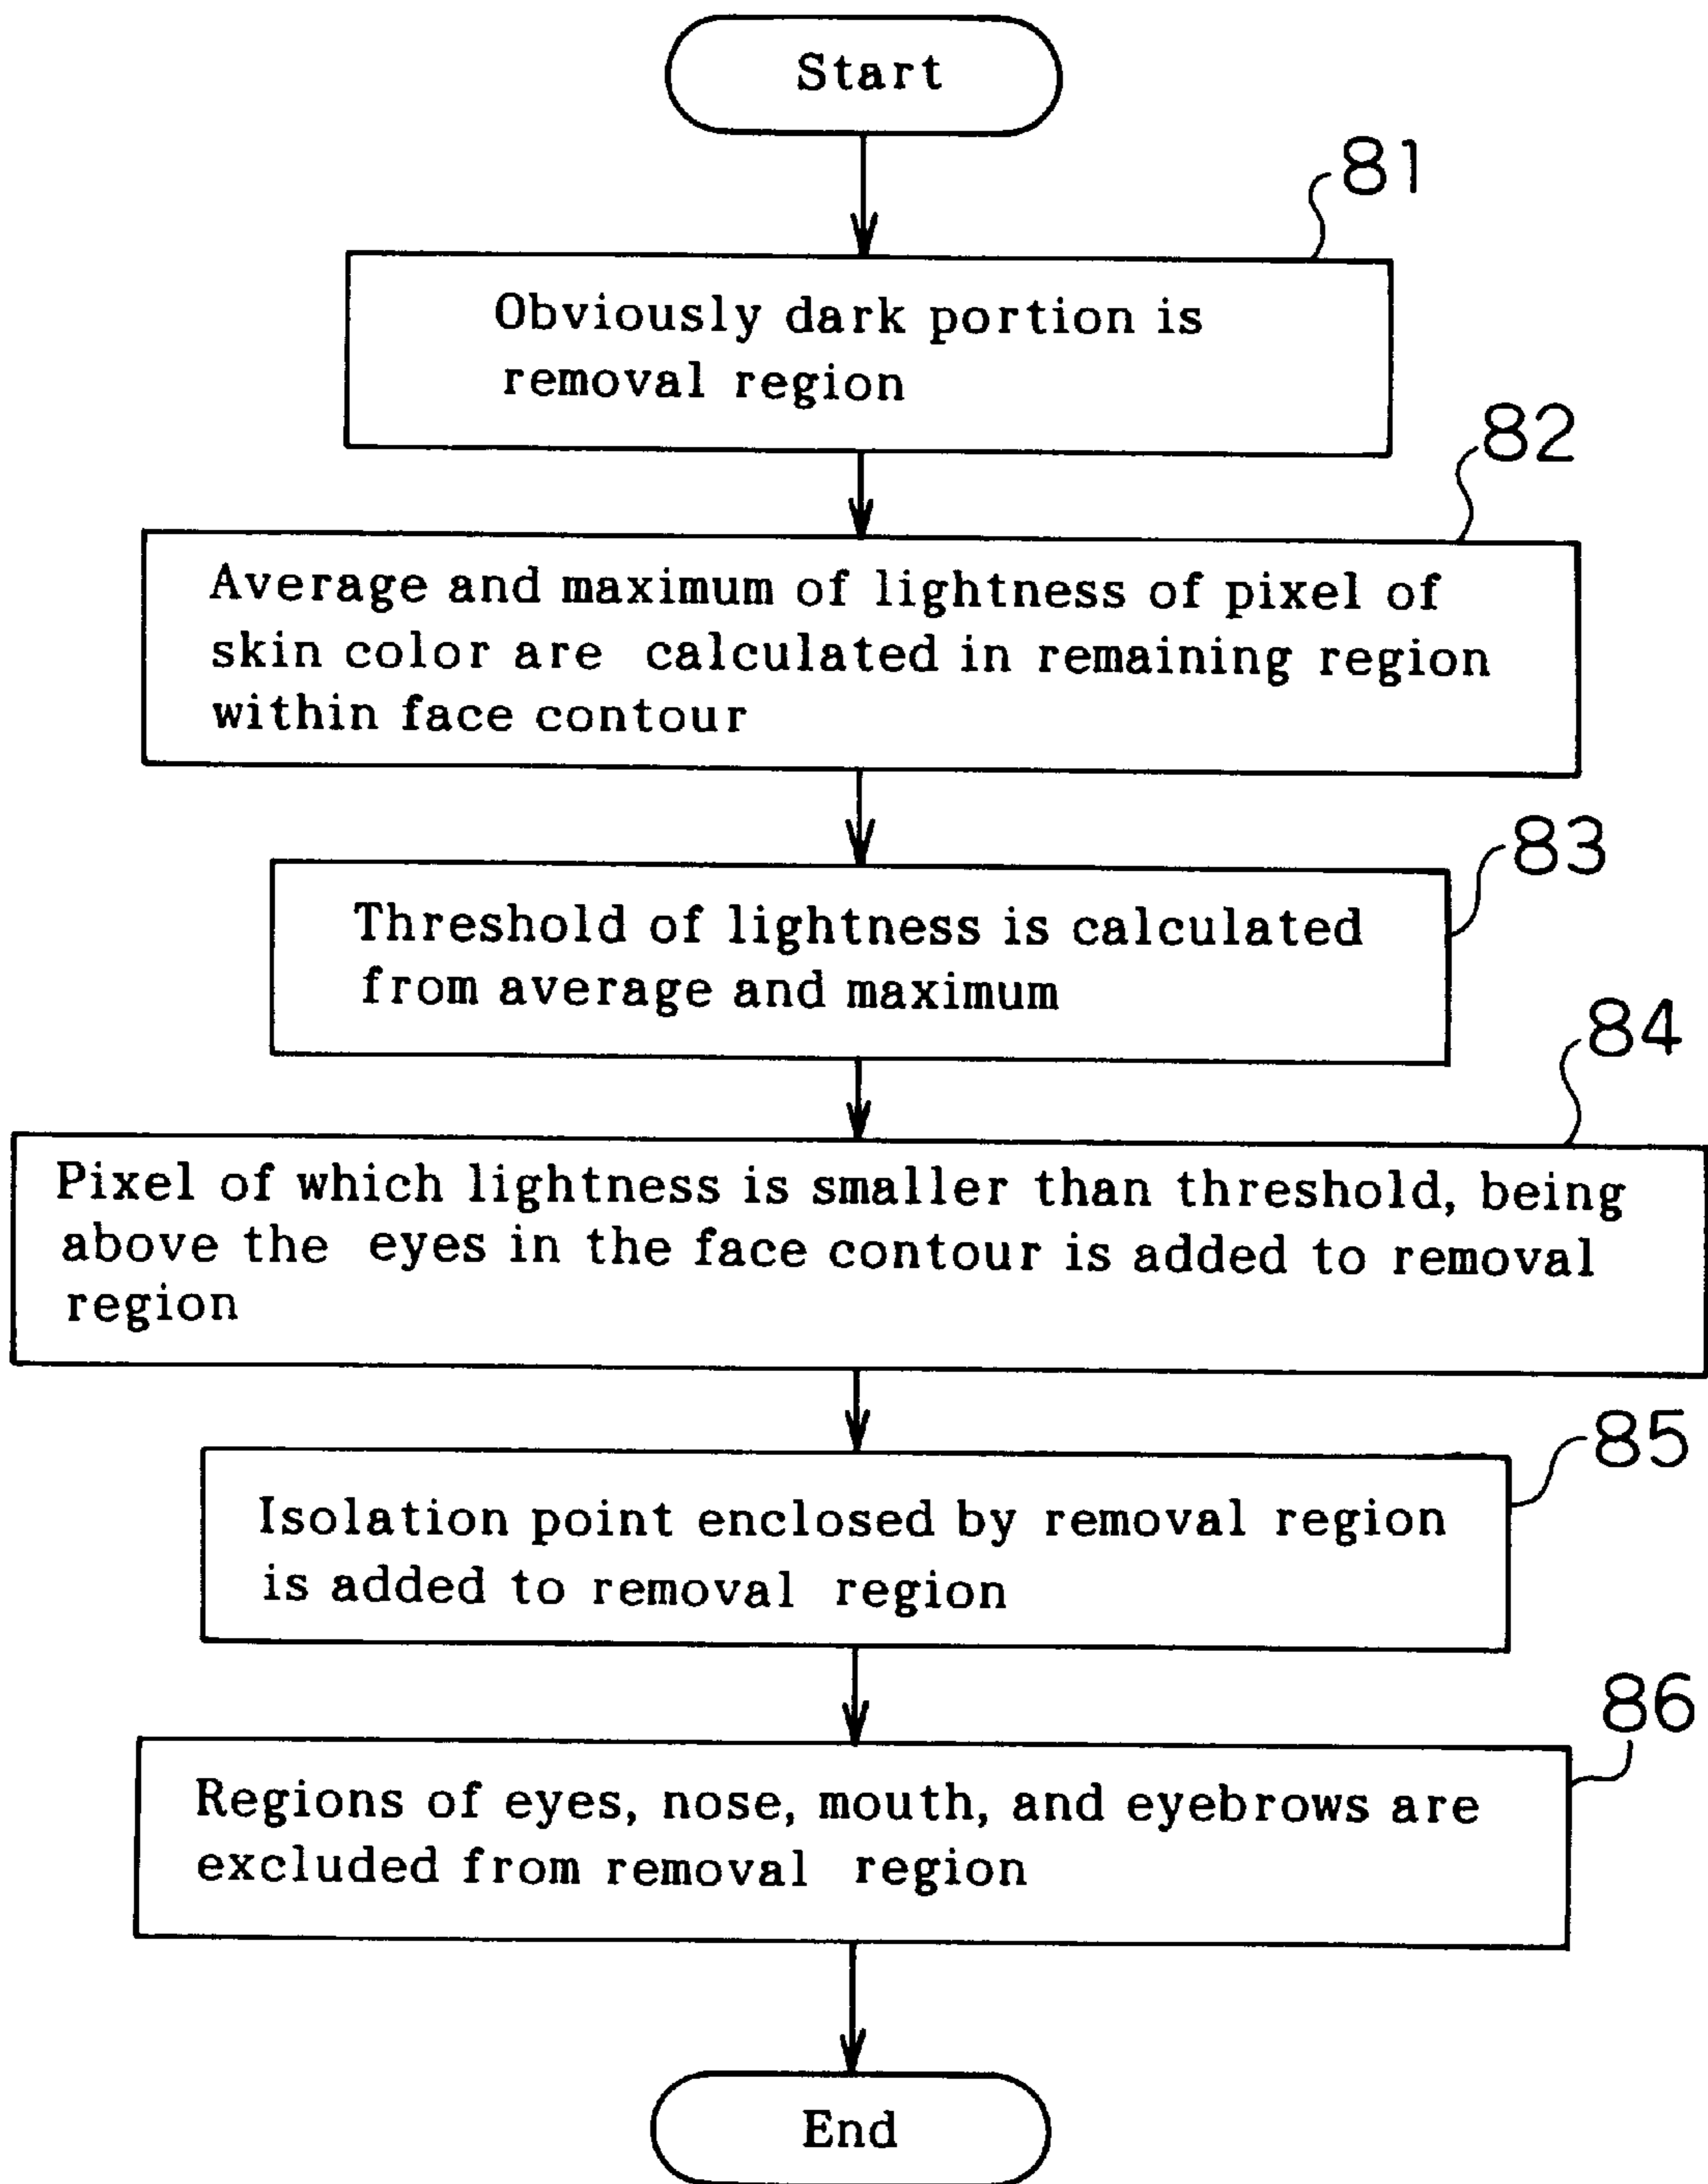 Start
81
Obviously dark portion is
removal region
82
Average and maximum of lightness of pixel of
skin color are calculated in remaining region
within face contour
83
Threshold of lightness is calculated
from average and maximum
84
Pixel of which lightness is smaller than threshold, being
above the eyes in the face contour is added to removal
region
85
Isolation point enclosed by removal region
is added to removal region
86
Regions of eyes, nose, mouth, and eyebrows are
excluded from removal region
End